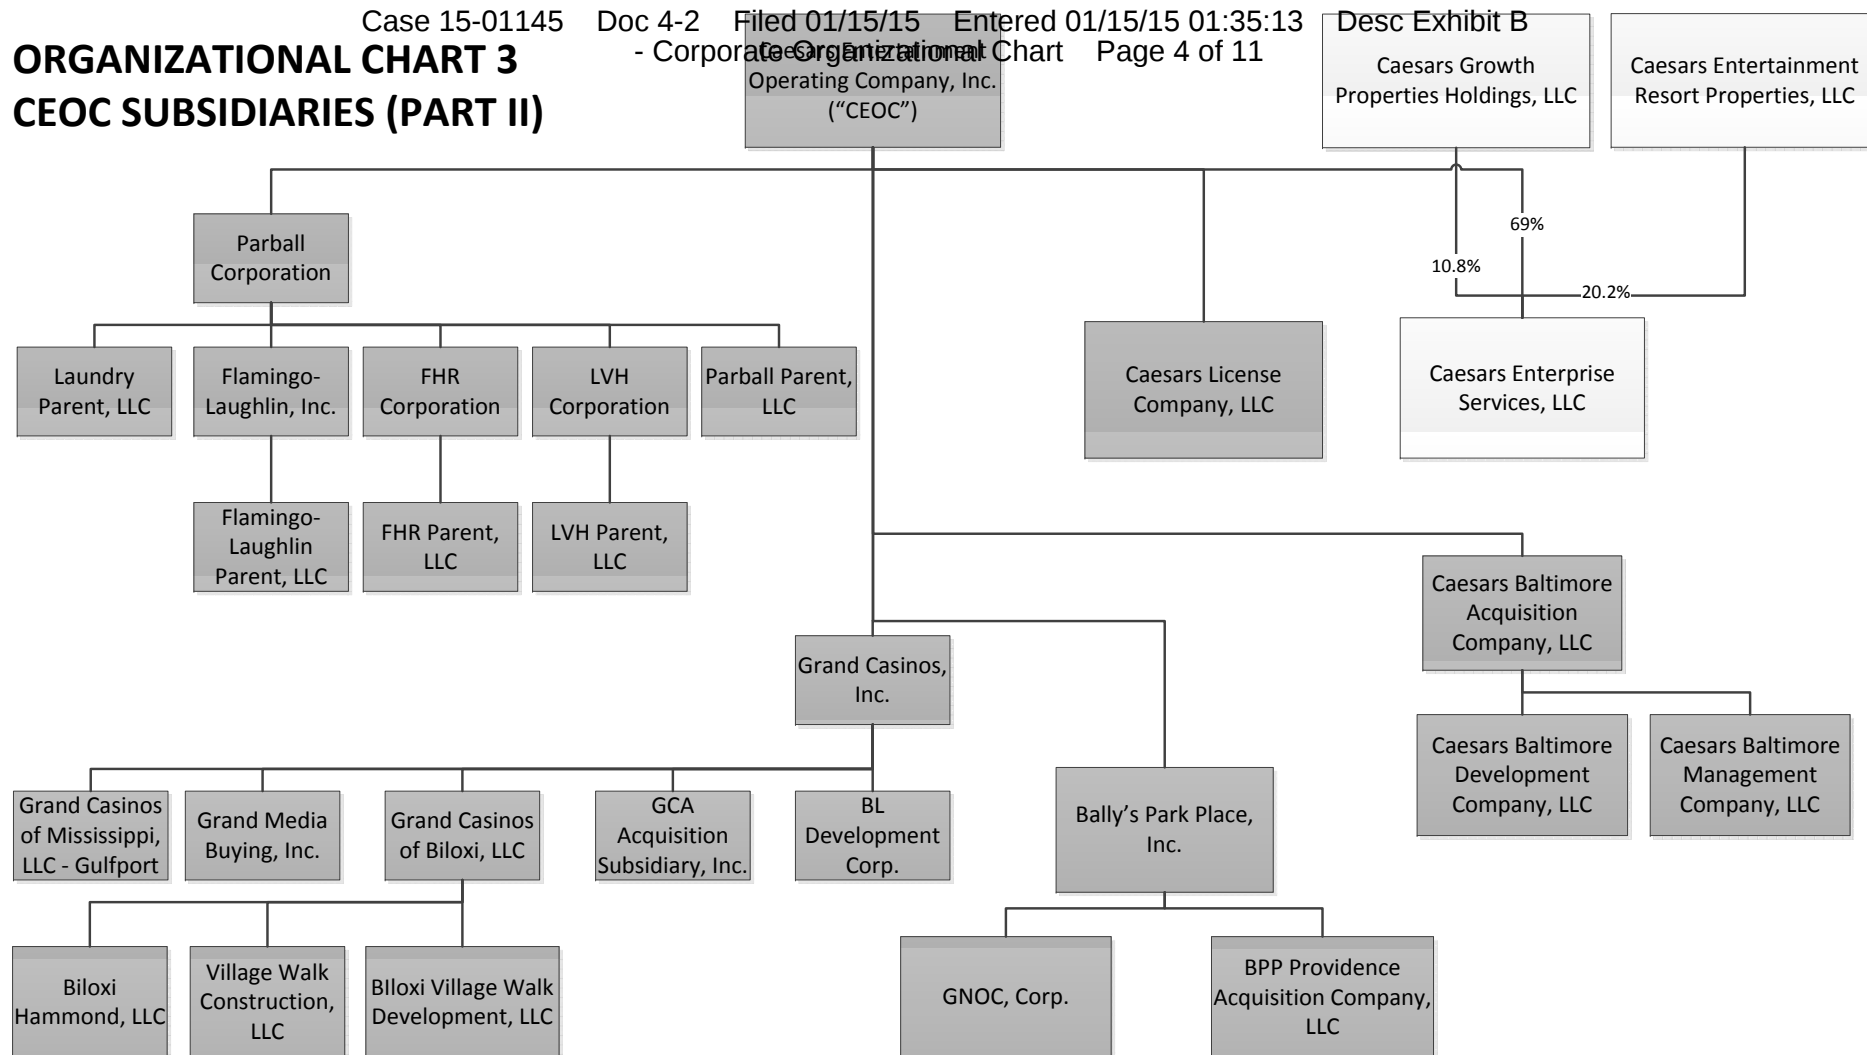 Case 15-01145 Doc 4-2 Filed 01/15/15 Entered 01/15/15 01:35:13 Desc Exhibit B
- Corporate Organizational Chart Page 4 of 11
ORGANIZATIONAL CHART 3
CEOC SUBSIDIARIES (PART II)
Caesars Entertainment
Operating Company, Inc.
(“CEOC”)
Caesars Growth
Properties Holdings, LLC
Caesars Entertainment
Resort Properties, LLC
69%
10.8%
20.2%
Parball
Corporation
Laundry
Parent, LLC
Flamingo-
Laughlin, Inc.
FHR
Corporation
LVH
Corporation
Parball Parent,
LLC
Caesars License
Company, LLC
Caesars Enterprise
Services, LLC
Flamingo-
Laughlin
Parent, LLC
FHR Parent,
LLC
LVH Parent,
LLC
Caesars Baltimore
Acquisition
Company, LLC
Grand Casinos,
Inc.
Caesars Baltimore
Development
Company, LLC
Caesars Baltimore
Management
Company, LLC
Grand Casinos
of Mississippi,
LLC - Gulfport
Grand Media
Buying, Inc.
Grand Casinos
of Biloxi, LLC
GCA
Acquisition
Subsidiary, Inc.
BL
Development
Corp.
Bally’s Park Place,
Inc.
Biloxi
Hammond, LLC
Village Walk
Construction,
LLC
BIloxi Village Walk
Development, LLC
GNOC, Corp.
BPP Providence
Acquisition Company,
LLC